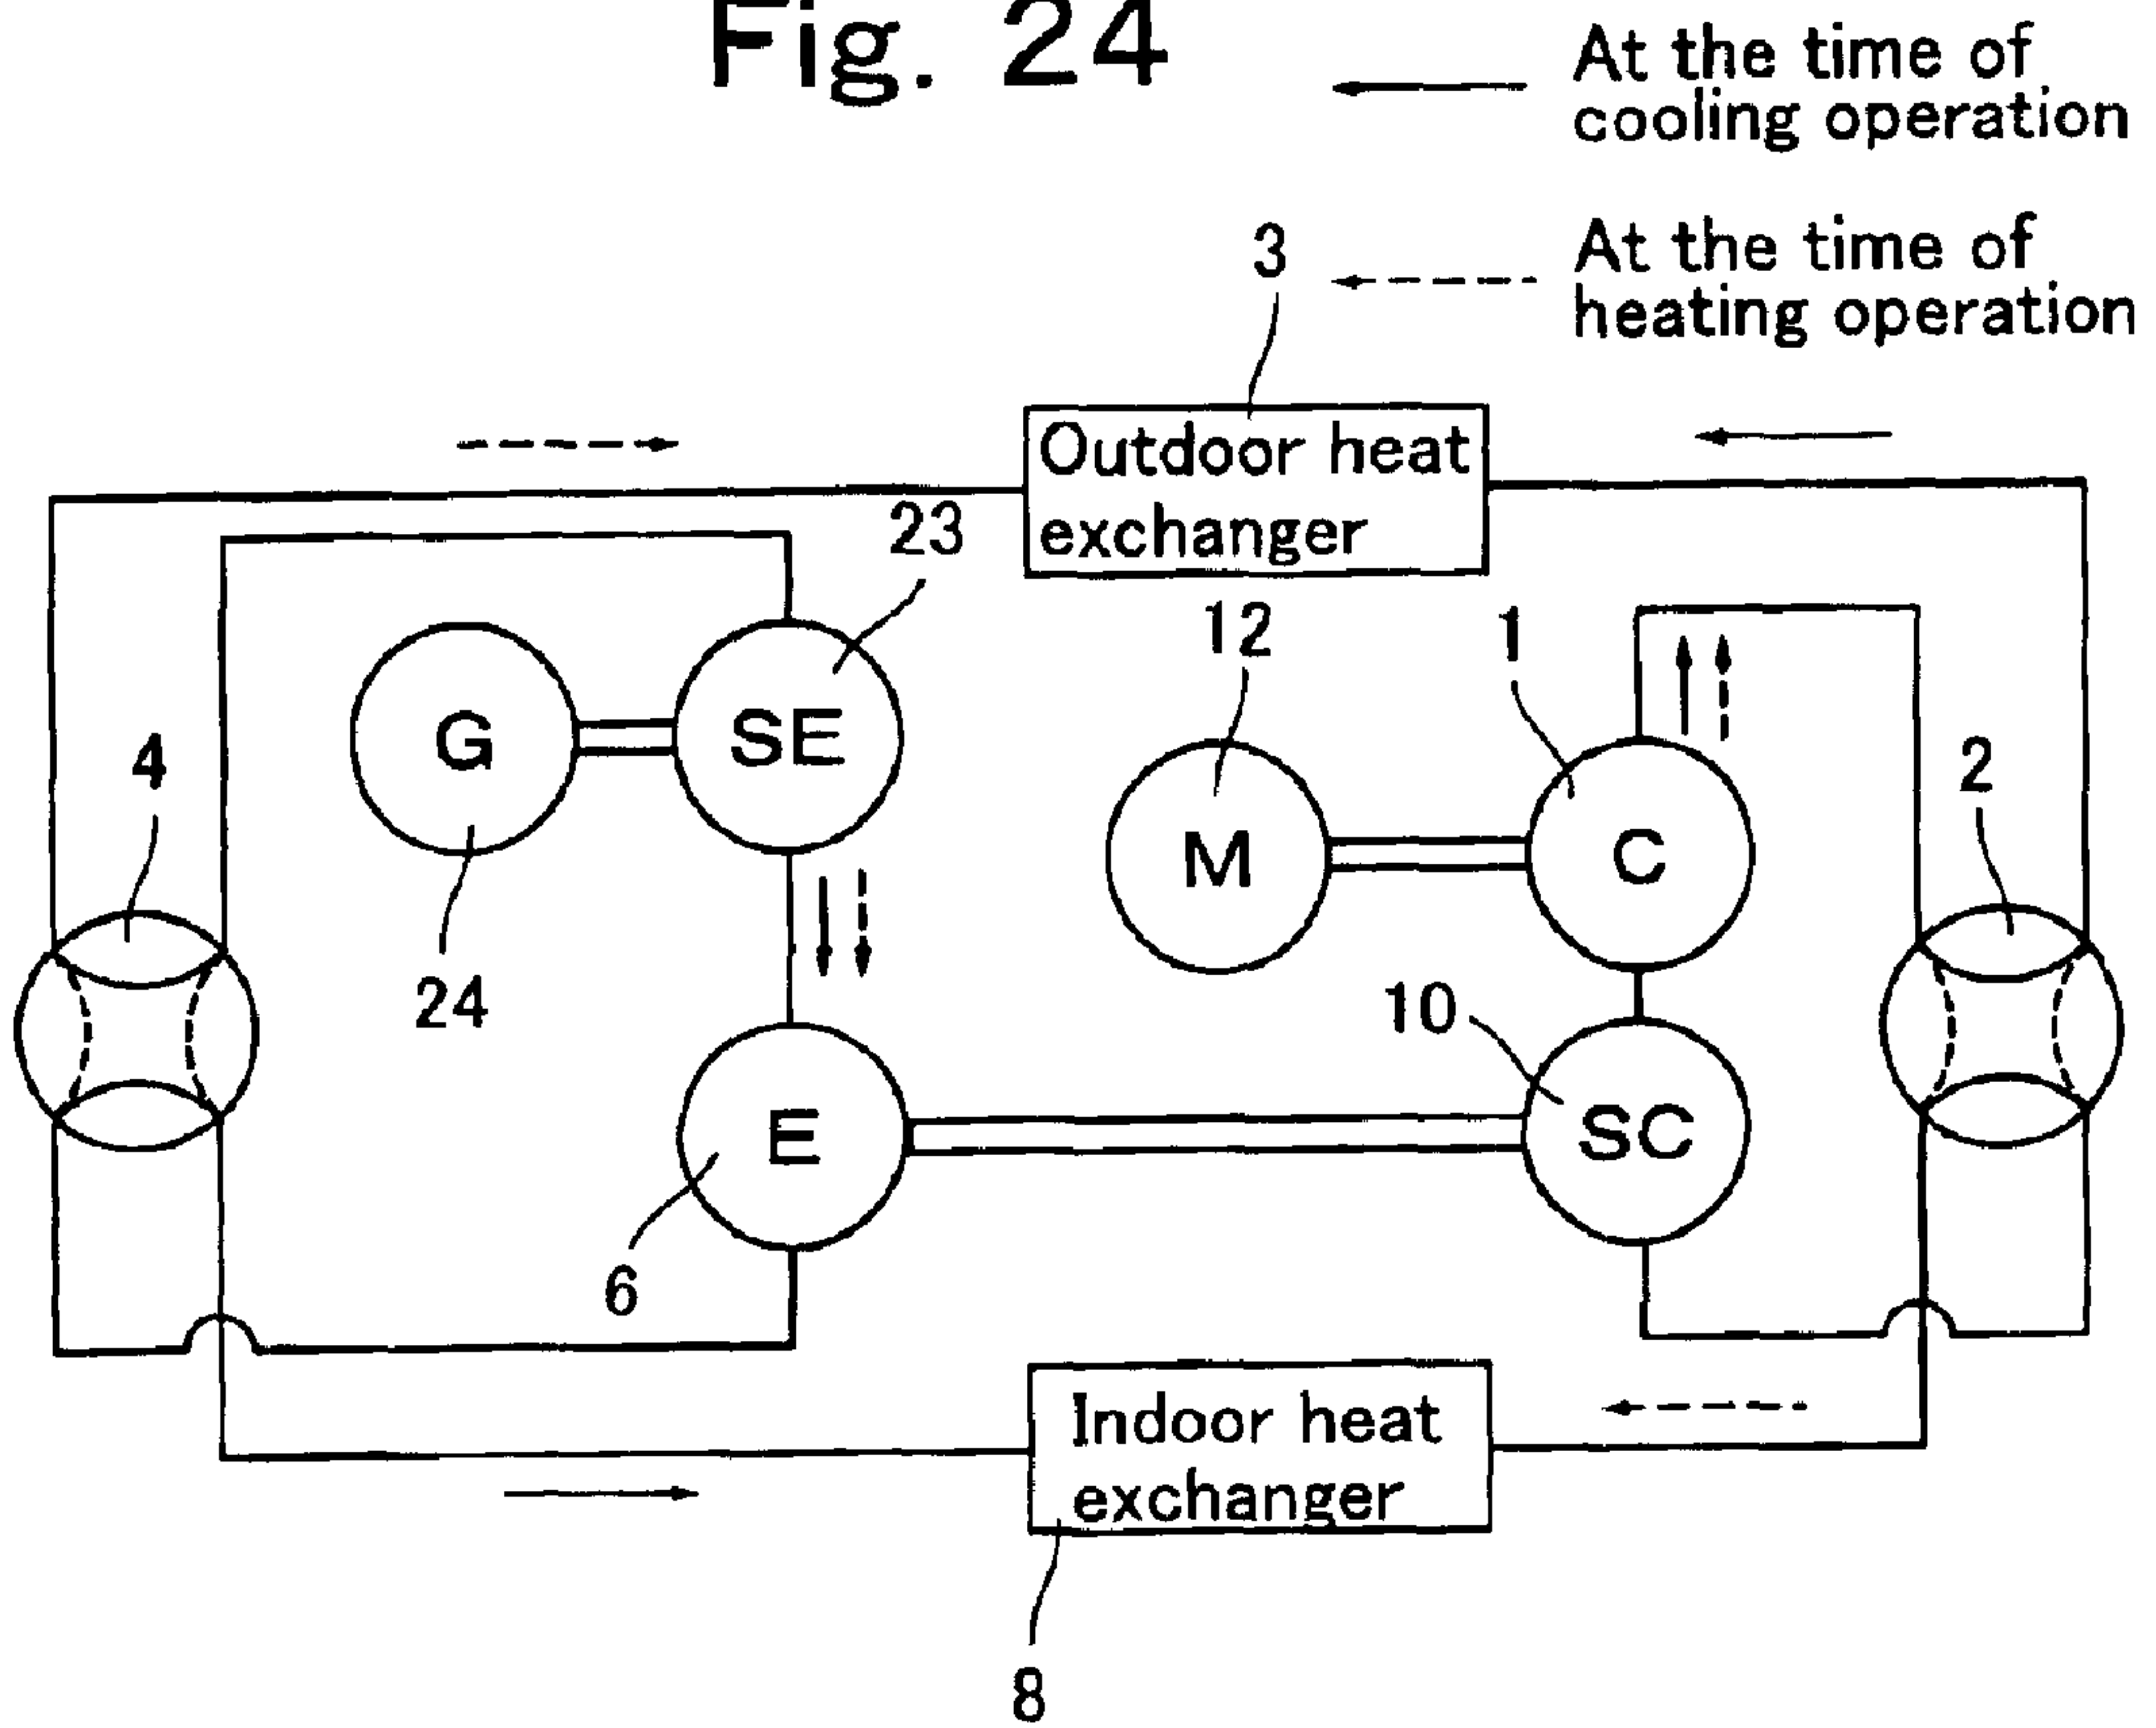 Fig. 24
At the time of
cooling operation
At the time of
heating operation
3
Outdoor heat
exchanger
23
12
1
G
SE
4
2
M
C
24
10
E
SC
6
Indoor heat
exchanger
8